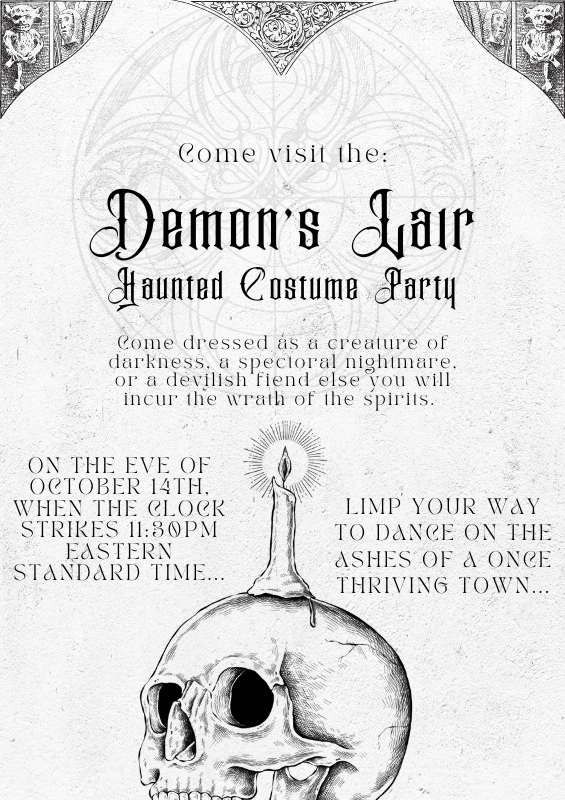 Come visit the:
Demon's Lair
Haunted Costume Party
Come dressed as a creature of
darkness, a spectoral nightmare,
or a devilish fiend else you will
incur the wrath of the spirits.
ON THE EVE OF
OCTOBER 14TH,
WHEN THE CLOCK
STRIKES 11:30PM
EASTERN
STANDARD TIME...
LIMP YOUR WAY
TO DANCE ON THE
ASHES OF A ONCE
THRIVING TOWN...